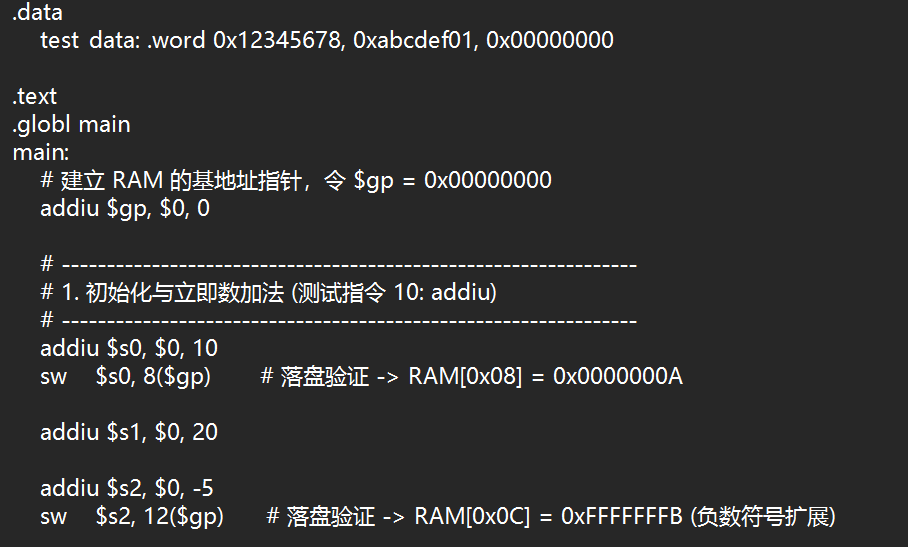 .data
test data: .word 0x12345678, 0xabcdef01, 0x00000000
.text
.globl main
main:
# 建立 RAM 的基地址指针，令 $gp = 0x00000000
addiu $gp, $0, 0
# ----------------------------------------------------------------
# 1. 初始化与立即数加法 (测试指令 10: addiu)
# ----------------------------------------------------------------
addiu $s0, $0, 10
sw $s0, 8($gp) # 落盘验证 -> RAM[0x08] = 0x0000000A
addiu $s1, $0, 20
addiu $s2, $0, -5
sw $s2, 12($gp) # 落盘验证 -> RAM[0x0C] = 0xFFFFFFFB (负数符号扩展)